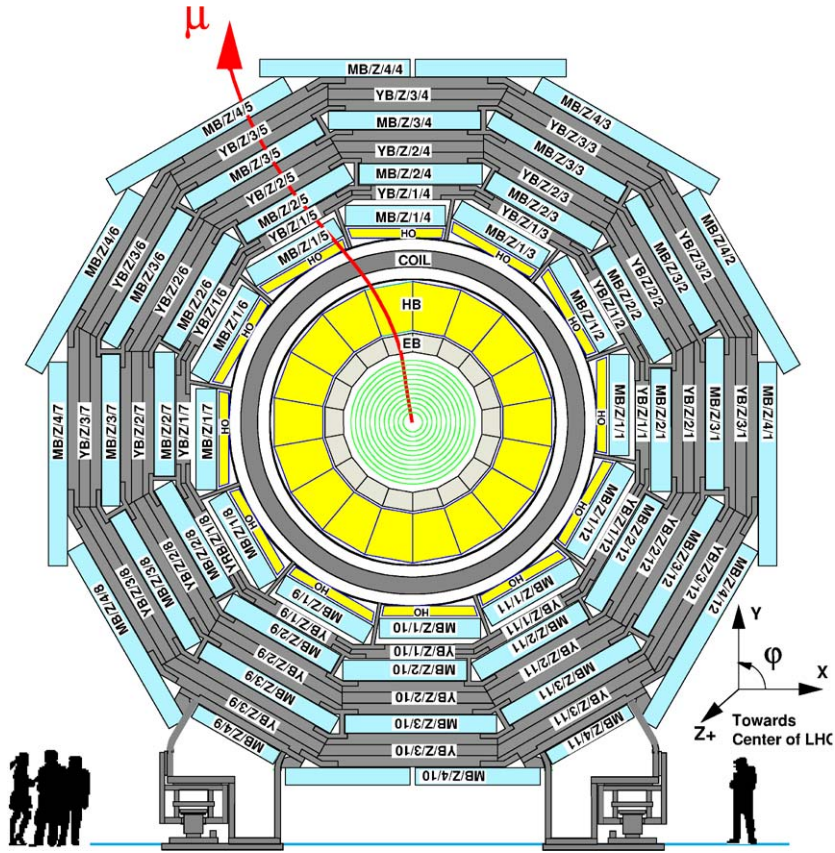 μ
MB/Z/4/4
YB/Z/3/4
MB/Z/3/4
YB/Z/2/4
MB/Z/2/4
YB/Z/1/4
MB/Z/1/4
HO
MB/Z/4/5
YB/Z/3/5
MB/Z/3/5
YB/Z/2/5
MB/Z/2/5
YB/Z/1/5
MB/Z/1/5
HO
MB/Z/4/3
YB/Z/3/3
MB/Z/3/3
YB/Z/2/3
MB/Z/2/3
YB/Z/1/3
MB/Z/1/3
HO
MB/Z/4/6
YB/Z/3/6
MB/Z/3/6
YB/Z/2/6
MB/Z/2/6
YB/Z/1/6
MB/Z/1/6
HO
MB/Z/4/2
YB/Z/3/2
MB/Z/3/2
YB/Z/2/2
MB/Z/2/2
YB/Z/1/2
MB/Z/1/2
HO
COIL
HB
EB
MB/Z/4/7
YB/Z/3/7
MB/Z/3/7
YB/Z/2/7
MB/Z/2/7
YB/Z/1/7
MB/Z/1/7
HO
HO
MB/Z/1/1
YB/Z/1/1
MB/Z/2/1
YB/Z/2/1
MB/Z/3/1
YB/Z/3/1
MB/Z/4/1
MB/Z/4/8
YB/Z/3/8
MB/Z/3/8
YB/Z/2/8
MB/Z/2/8
YRB/Z/1/8
MB/Z/1/8
HO
HO
MB/Z/1/12
YB/Z/1/12
MB/Z/2/12
YB/Z/2/12
MB/Z/3/12
YB/Z/3/12
MB/Z/4/12
HO
MB/Z/1/9
YB/Z/1/9
MB/Z/2/9
YB/Z/2/9
MB/Z/3/9
YB/Z/3/9
MB/Z/4/9
HO
MB/Z/1/11
YB/Z/1/11
MB/Z/2/11
YB/Z/2/11
MB/Z/3/11
YB/Z/3/11
MB/Z/4/11
HO
MB/Z/1/10
YB/Z/1/10
MB/Z/2/10
YB/Z/2/10
MB/Z/3/10
YB/Z/3/10
MB/Z/4/10
Y
φ
X
Z+
Towards
Center of LHC